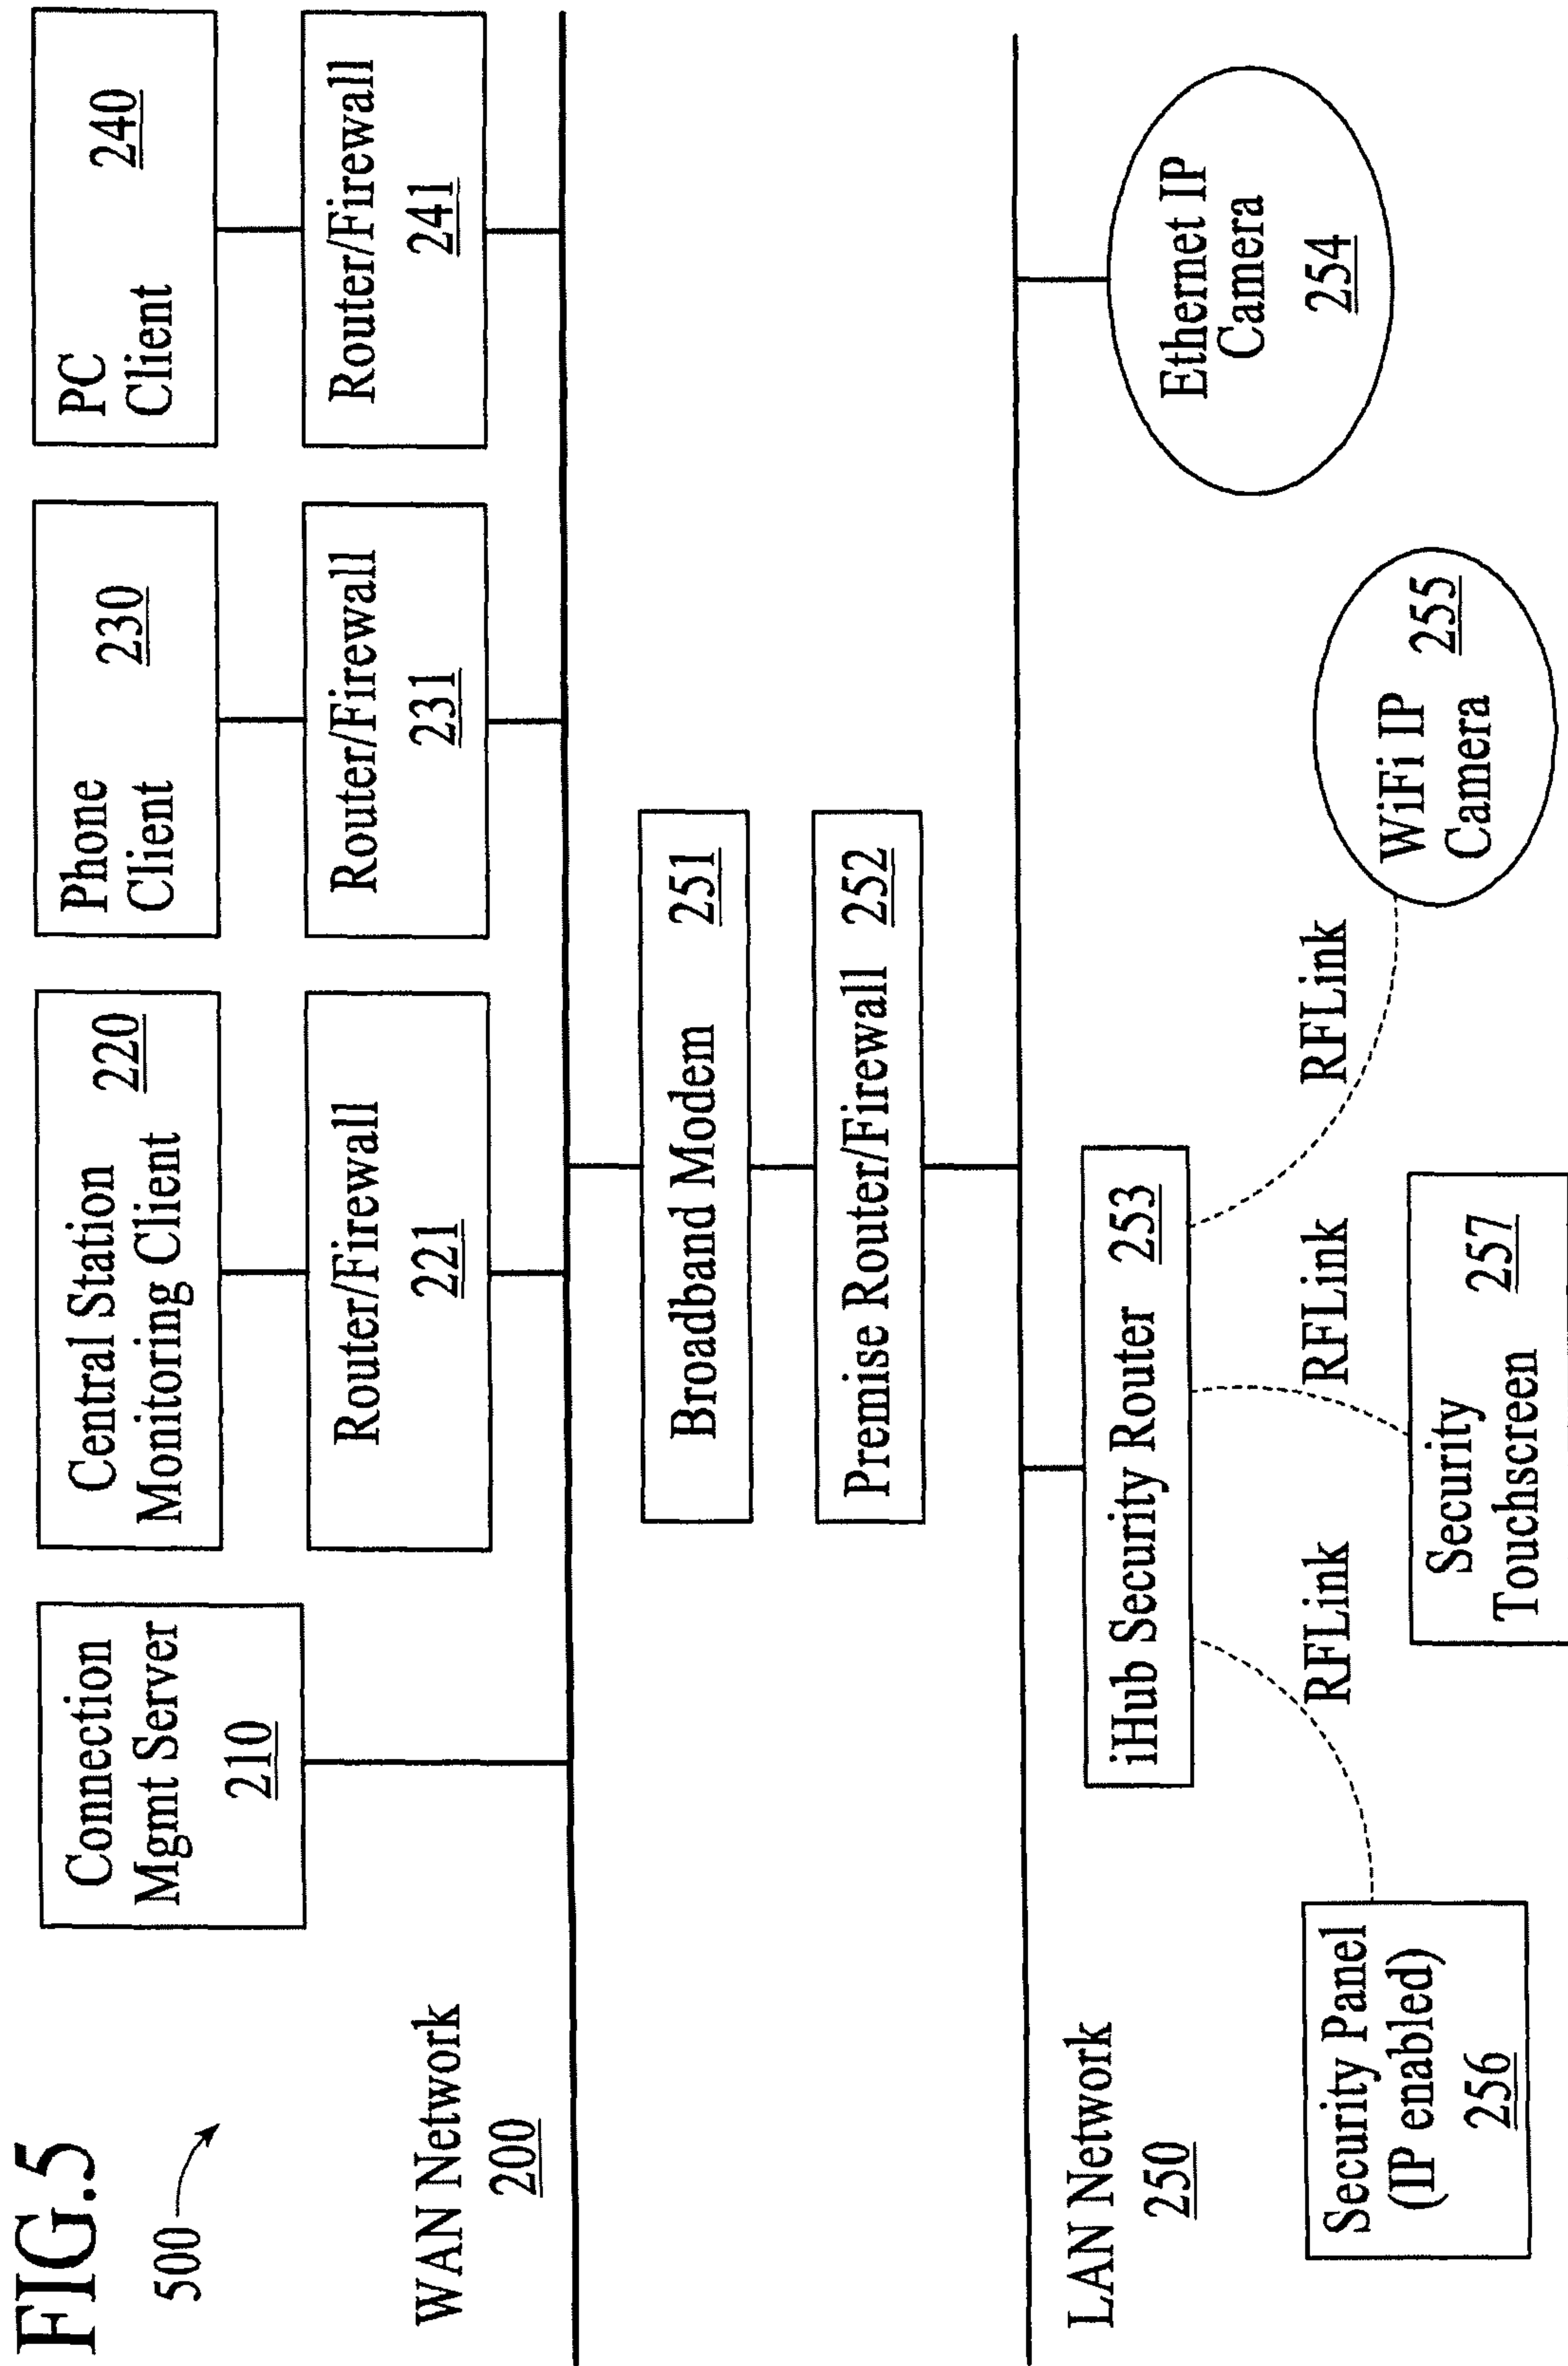 FIG.5
500
Connection
Mgmt Server
210
Central Station
Monitoring Client
220
Phone
Client
230
PC
Client
240
Router/Firewall
221
Router/Firewall
231
Router/Firewall
241
WAN Network
200
Broadband Modem 251
Premise Router/Firewall 252
LAN Network
250
iHub Security Router 253
RFLink
RFLink
RFLink
Security Panel
(IP enabled)
256
Security
Touchscreen
257
WiFi IP
Camera
255
Ethernet IP
Camera
254